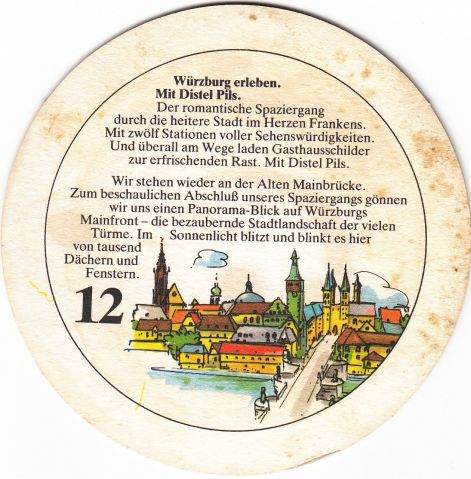 Würzburg erleben.
Mit Distel Pils.
Der romantische Spaziergang
durch die heitere Stadt im Herzen Frankens.
Mit zwölf Stationen voller Sehenswürdigkeiten.
Und überall am Wege laden Gasthausschilder
zur erfrischenden Rast. Mit Distel Pils.
Wir stehen wieder an der Alten Mainbrücke.
Zum beschaulichen Abschluß unseres Spaziergangs gönnen
wir uns einen Panorama-Blick auf Würzburgs
Mainfront – die bezaubernde Stadtlandschaft der vielen
Türme. Im Sonnenlicht blitzt und blinkt es hier
von tausend
Dächern und
Fenstern.
12